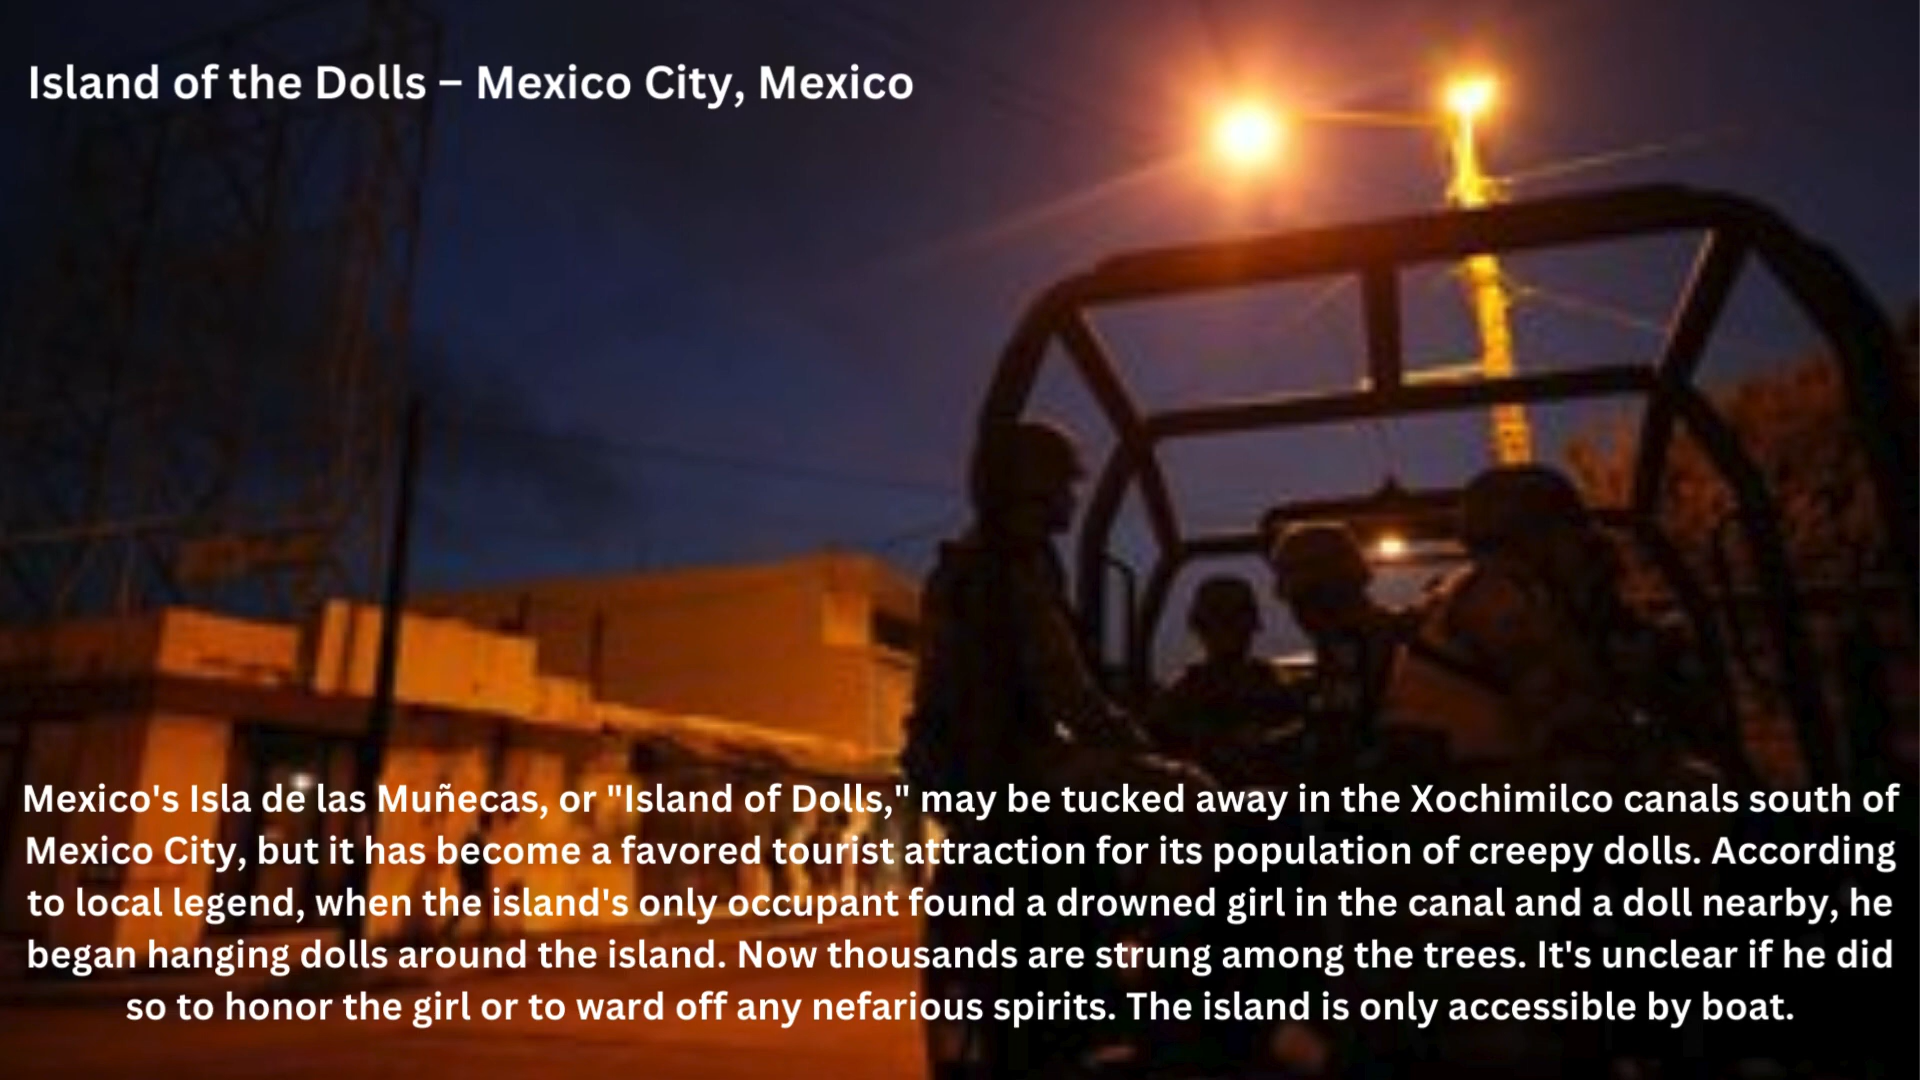 Island of the Dolls – Mexico City, Mexico
Mexico's Isla de las Muñecas, or "Island of Dolls," may be tucked away in the Xochimilco canals south of
Mexico City, but it has become a favored tourist attraction for its population of creepy dolls. According
to local legend, when the island's only occupant found a drowned girl in the canal and a doll nearby, he
began hanging dolls around the island. Now thousands are strung among the trees. It's unclear if he did
so to honor the girl or to ward off any nefarious spirits. The island is only accessible by boat.